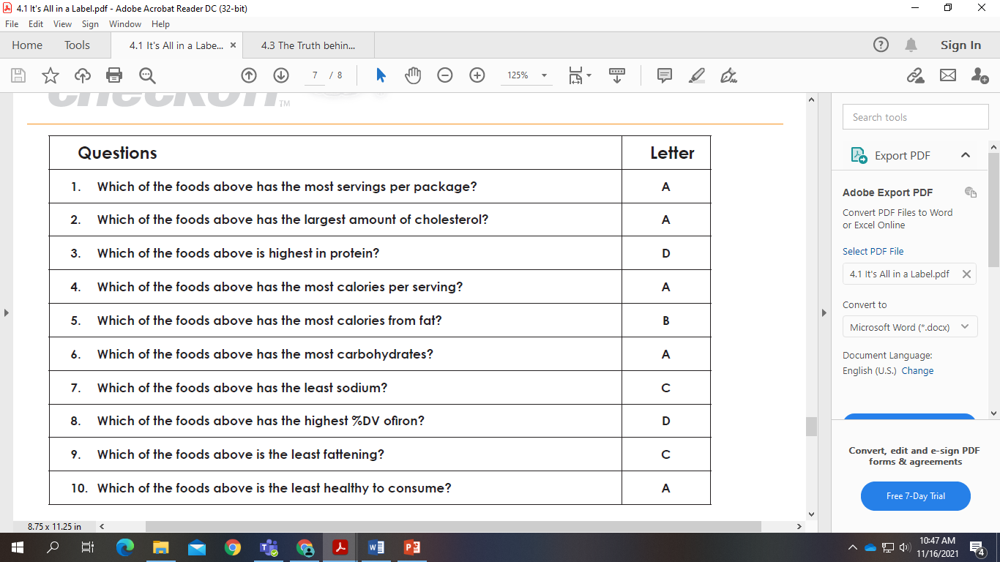 4.1 It's All in a Label.pdf - Adobe Acrobat Reader DC (32-bit)
File Edit View Sign Window Help
Home Tools 4.1 It's All in a Labe... × 4.3 The Truth behin... Sign In
7 / 8 125%
checkoff TM
Search tools
Export PDF
Adobe Export PDF
Convert PDF Files to Word
or Excel Online
Select PDF File
4.1 It's All in a Label.pdf
Convert to
Microsoft Word (*.docx)
Document Language:
English (U.S.) Change
Convert, edit and e-sign PDF
forms & agreements
Free 7-Day Trial
Questions Letter
1. Which of the foods above has the most servings per package? A
2. Which of the foods above has the largest amount of cholesterol? A
3. Which of the foods above is highest in protein? D
4. Which of the foods above has the most calories per serving? A
5. Which of the foods above has the most calories from fat? B
6. Which of the foods above has the most carbohydrates? A
7. Which of the foods above has the least sodium? C
8. Which of the foods above has the highest %DV ofiron? D
9. Which of the foods above is the least fattening? C
10. Which of the foods above is the least healthy to consume? A
8.75 x 11.25 in
10:47 AM
11/16/2021
4